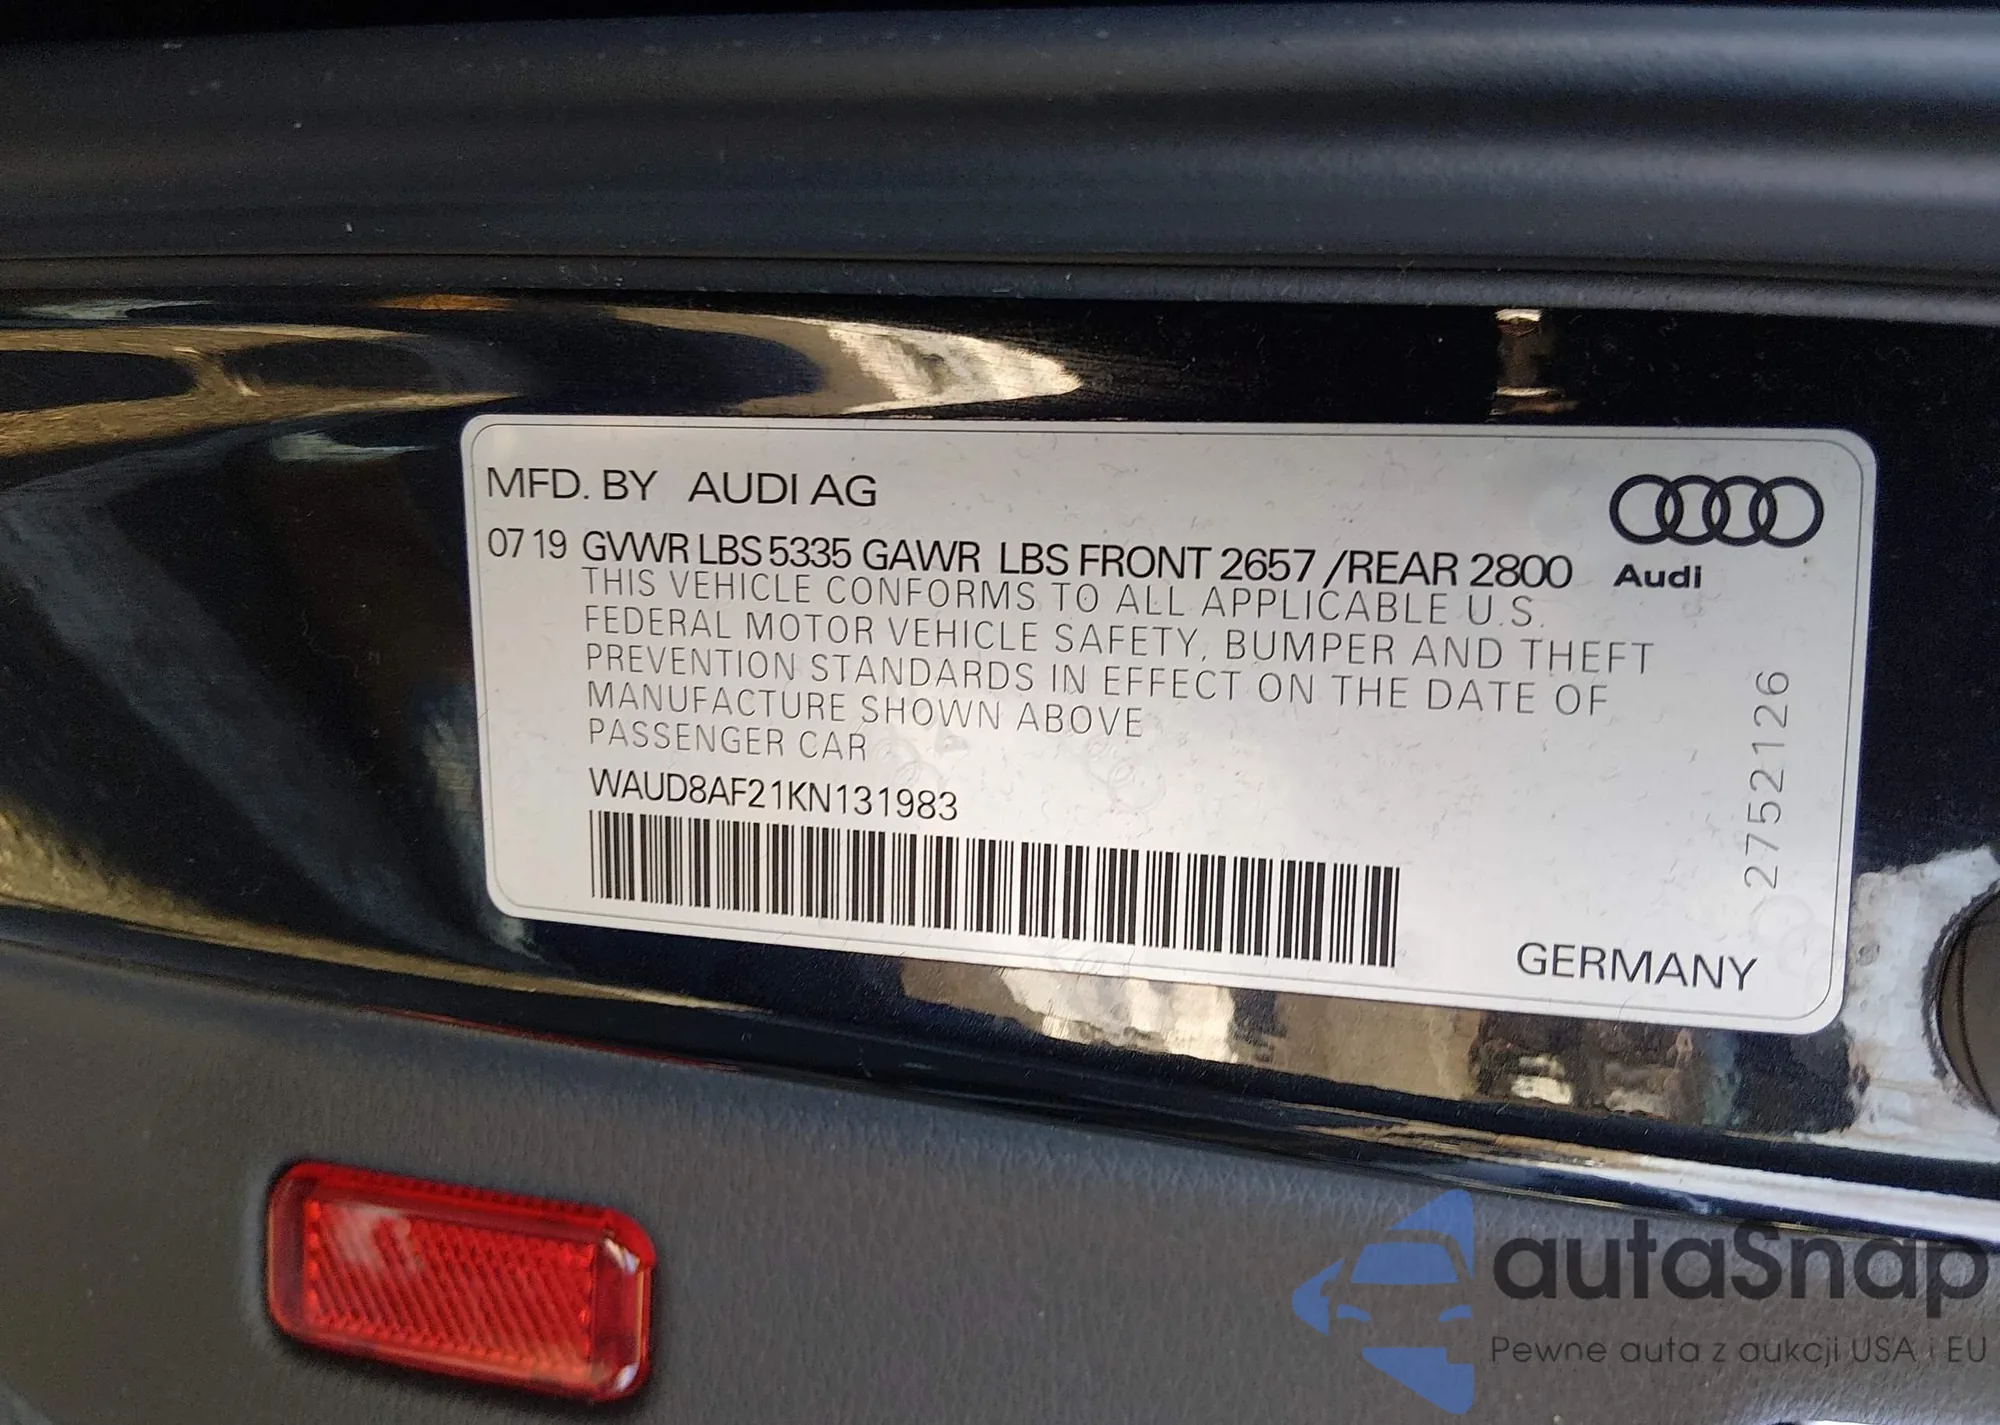 MFD. BY AUDI AG
07 19 GVWR LBS 5335 GAWR LBS FRONT 2657 /REAR 2800
Audi
THIS VEHICLE CONFORMS TO ALL APPLICABLE U.S.
FEDERAL MOTOR VEHICLE SAFETY, BUMPER AND THEFT
PREVENTION STANDARDS IN EFFECT ON THE DATE OF
MANUFACTURE SHOWN ABOVE
PASSENGER CAR
WAUD8AF21KN131983
2752126
GERMANY
autaSnap
Pewne auta z aukcji USA i EU